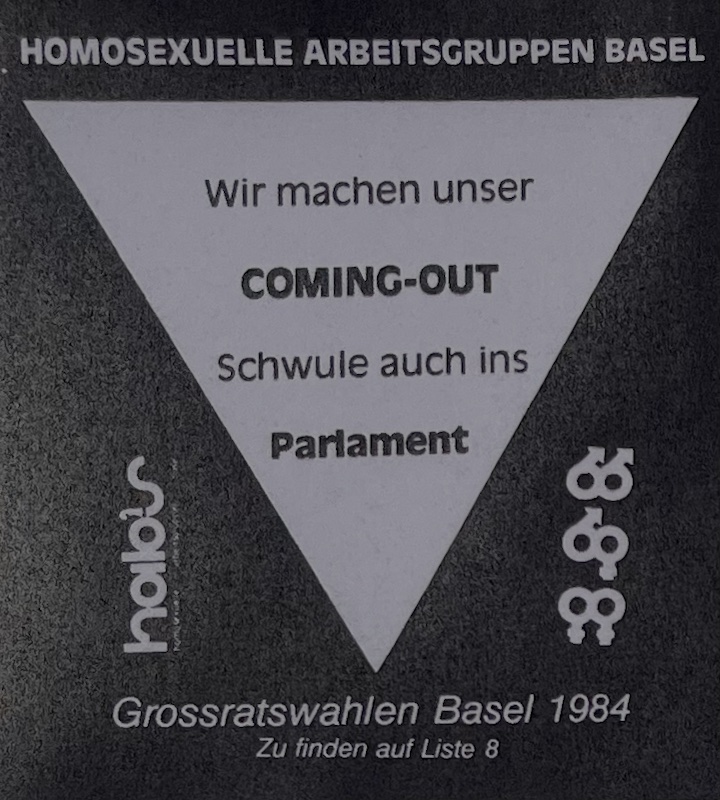 HOMOSEXUELLE ARBEITSGRUPPEN BASEL
Wir machen unser
COMING-OUT
Schwule auch ins
Parlament
habs
Grossratswahlen Basel 1984
Zu finden auf Liste 8